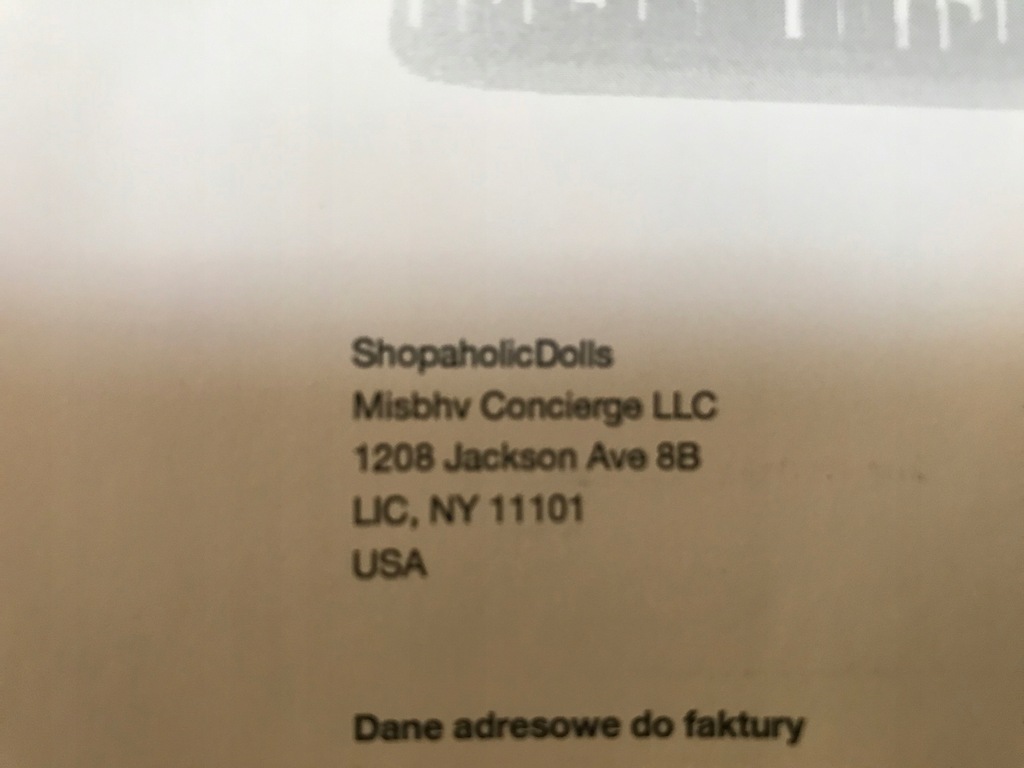 ShopaholicDolls
Misbhv Concierge LLC
1208 Jackson Ave 8B
LIC, NY 11101
USA
Dane adresowe do faktury